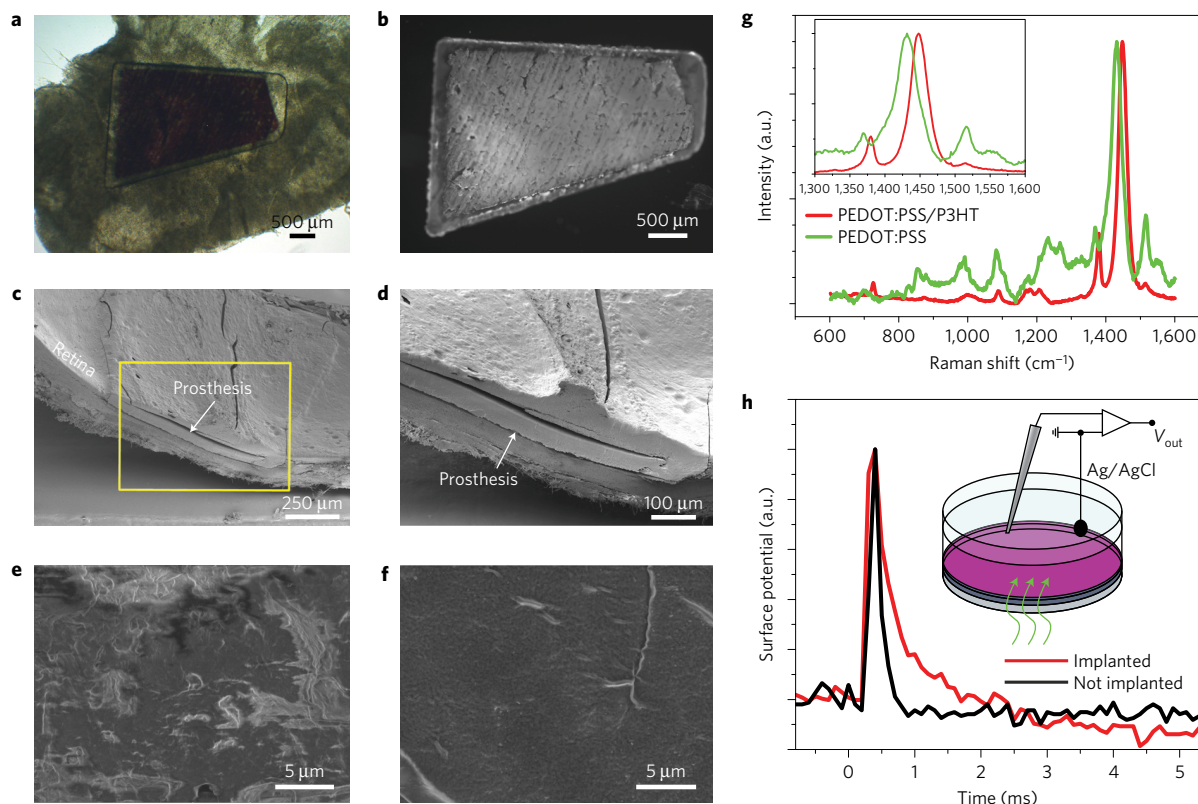 a
500 μm
b
500 μm
c
Retina
Prosthesis
250 μm
d
Prosthesis
100 μm
e
5 μm
f
5 μm
g
Intensity (a.u.)
1,300 1,400 1,450 1,500 1,550 1,600
PEDOT:PSS/P3HT
PEDOT:PSS
600 800 1,000 1,200 1,400 1,600
Raman shift (cm⁻¹)
h
Surface potential (a.u.)
Vout
Ag/AgCl
Implanted
Not implanted
0 1 2 3 4 5
Time (ms)